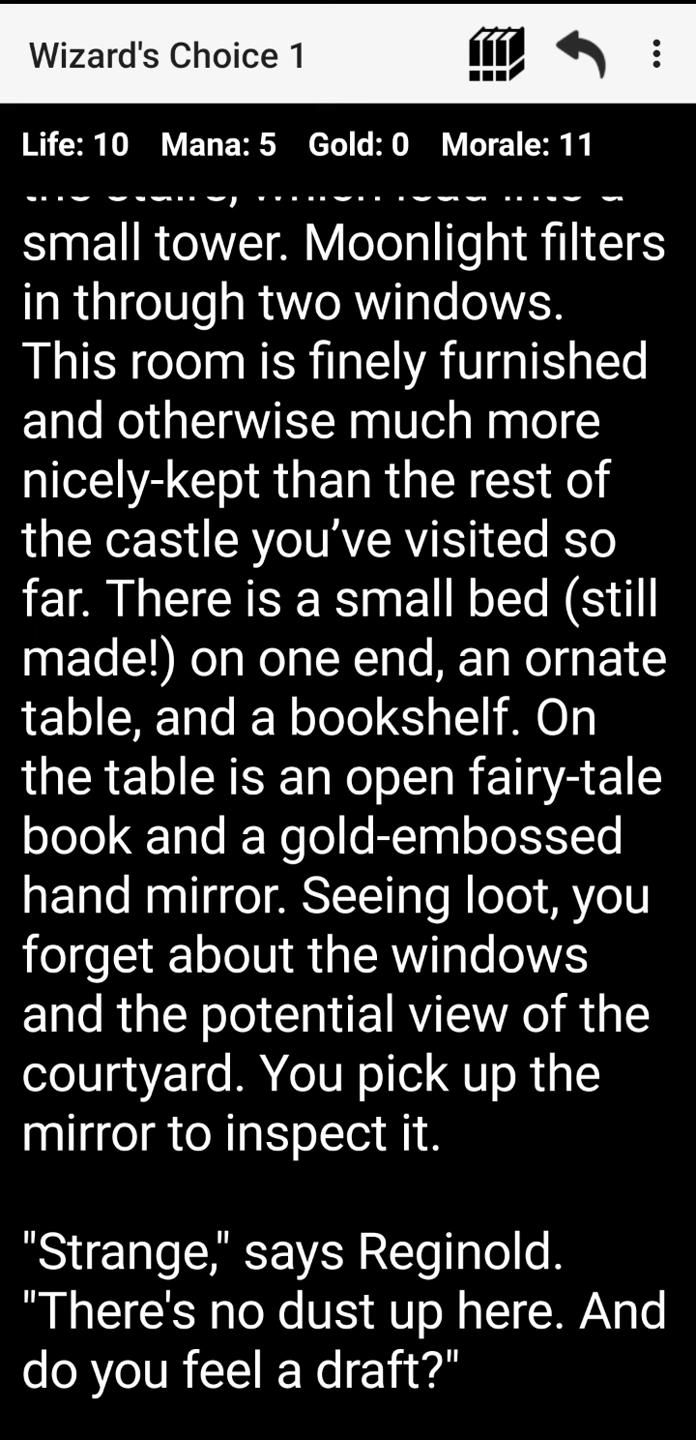 Wizard's Choice 1
Life: 10 Mana: 5 Gold: 0 Morale: 11
small tower. Moonlight filters
in through two windows.
This room is finely furnished
and otherwise much more
nicely-kept than the rest of
the castle you’ve visited so
far. There is a small bed (still
made!) on one end, an ornate
table, and a bookshelf. On
the table is an open fairy-tale
book and a gold-embossed
hand mirror. Seeing loot, you
forget about the windows
and the potential view of the
courtyard. You pick up the
mirror to inspect it.
"Strange," says Reginold.
"There's no dust up here. And
do you feel a draft?"